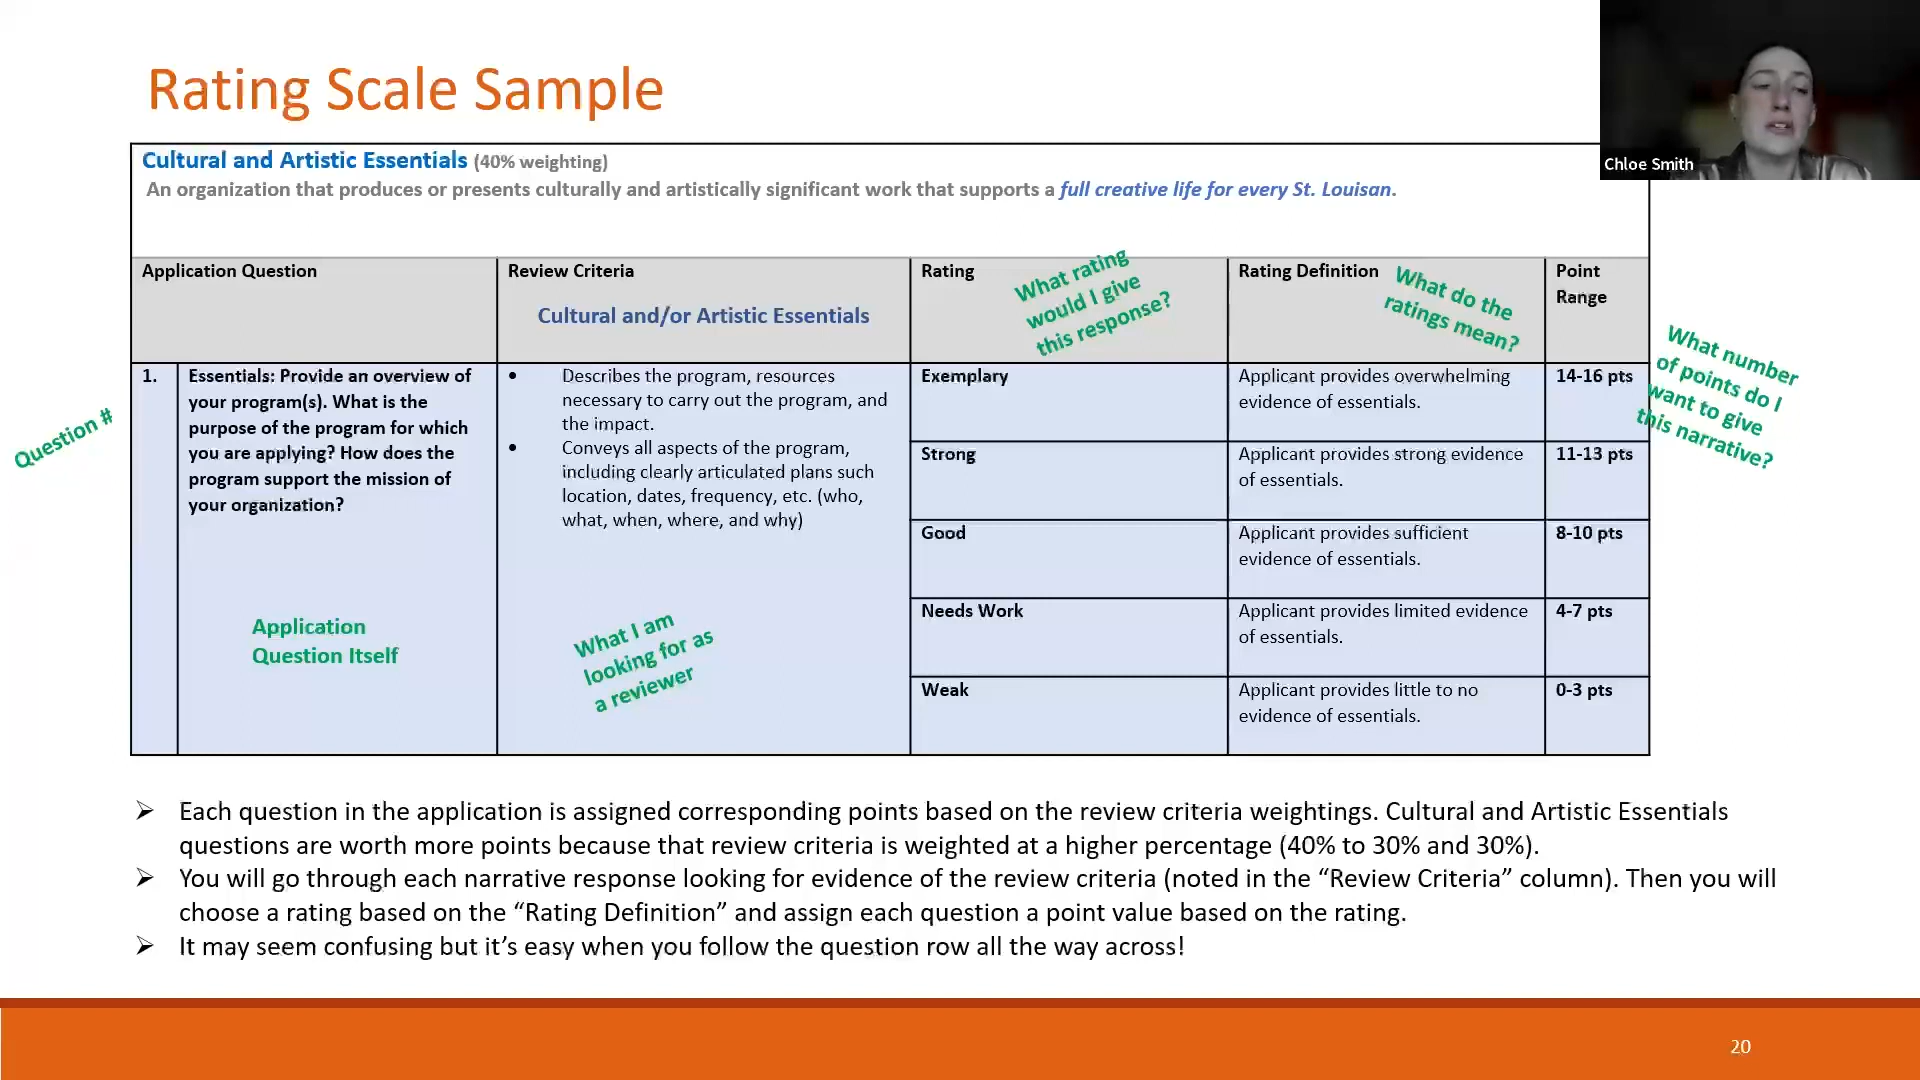 Rating Scale Sample
Chloe Smith
Cultural and Artistic Essentials (40% weighting)
An organization that produces or presents culturally and artistically significant work that supports a full creative life for every St. Louisan.
Application Question
Review Criteria
Cultural and/or Artistic Essentials
Rating
What rating
would I give
this response?
Rating Definition
What do the
ratings mean?
Point
Range
What number
of points do I
want to give
this narrative?
Question #
1.
Essentials: Provide an overview of
your program(s). What is the
purpose of the program for which
you are applying? How does the
program support the mission of
your organization?
Application
Question Itself
• Describes the program, resources
necessary to carry out the program, and
the impact.
• Conveys all aspects of the program,
including clearly articulated plans such
location, dates, frequency, etc. (who,
what, when, where, and why)
What I am
looking for as
a reviewer
Exemplary
Applicant provides overwhelming
evidence of essentials.
14-16 pts
Strong
Applicant provides strong evidence
of essentials.
11-13 pts
Good
Applicant provides sufficient
evidence of essentials.
8-10 pts
Needs Work
Applicant provides limited evidence
of essentials.
4-7 pts
Weak
Applicant provides little to no
evidence of essentials.
0-3 pts
➢ Each question in the application is assigned corresponding points based on the review criteria weightings. Cultural and Artistic Essentials
questions are worth more points because that review criteria is weighted at a higher percentage (40% to 30% and 30%).
➢ You will go through each narrative response looking for evidence of the review criteria (noted in the “Review Criteria” column). Then you will
choose a rating based on the “Rating Definition” and assign each question a point value based on the rating.
➢ It may seem confusing but it’s easy when you follow the question row all the way across!
20